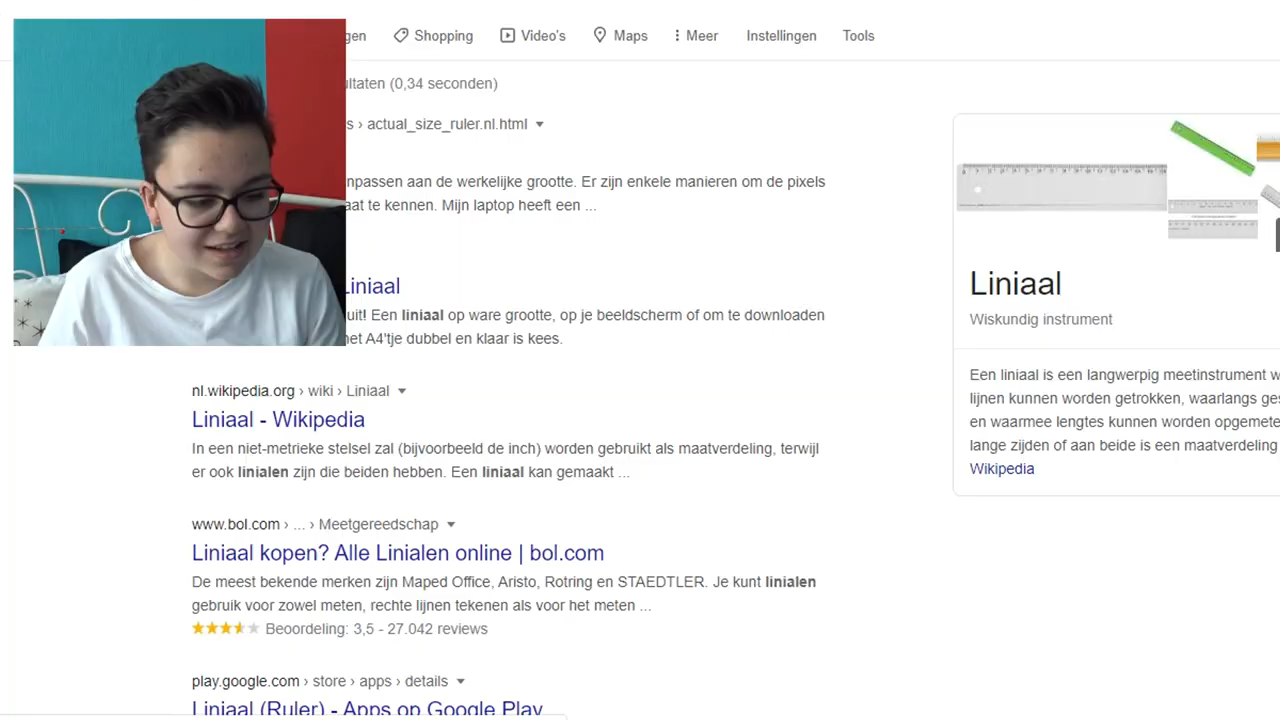 gen Shopping Video's Maps Meer Instellingen Tools
ultaten (0,34 seconden)
s › actual_size_ruler.nl.html
npassen aan de werkelijke grootte. Er zijn enkele manieren om de pixels
aat te kennen. Mijn laptop heeft een ...
Liniaal
uit! Een liniaal op ware grootte, op je beeldscherm of om te downloaden
net A4'tje dubbel en klaar is kees.
nl.wikipedia.org › wiki › Liniaal
Liniaal - Wikipedia
In een niet-metrieke stelsel zal (bijvoorbeeld de inch) worden gebruikt als maatverdeling, terwijl
er ook linialen zijn die beiden hebben. Een liniaal kan gemaakt ...
www.bol.com › ... › Meetgereedschap
Liniaal kopen? Alle Linialen online | bol.com
De meest bekende merken zijn Maped Office, Aristo, Rotring en STAEDTLER. Je kunt linialen
gebruik voor zowel meten, rechte lijnen tekenen als voor het meten ...
Beoordeling: 3,5 - 27.042 reviews
play.google.com › store › apps › details
Liniaal (Ruler) - Apps op Google Play
Liniaal
Wiskundig instrument
Een liniaal is een langwerpig meetinstrument w
lijnen kunnen worden getrokken, waarlangs ges
en waarmee lengtes kunnen worden opgemete
lange zijden of aan beide is een maatverdeling
Wikipedia